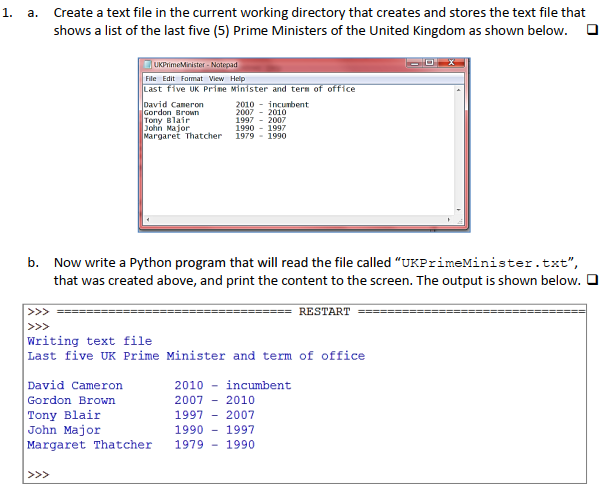 1. a. Create a text file in the current working directory that creates and stores the text file that
shows a list of the last five (5) Prime Ministers of the United Kingdom as shown below.
UKPrimeMinister - Notepad
File Edit Format View Help
Last five UK Prime Minister and term of office
David Cameron 2010 - incumbent
Gordon Brown 2007 - 2010
Tony Blair 1997 - 2007
John Major 1990 - 1997
Margaret Thatcher 1979 - 1990
b. Now write a Python program that will read the file called “UKPrimeMinister.txt”,
that was created above, and print the content to the screen. The output is shown below.
>>> ================================ RESTART ================================
>>>
Writing text file
Last five UK Prime Minister and term of office
David Cameron 2010 - incumbent
Gordon Brown 2007 - 2010
Tony Blair 1997 - 2007
John Major 1990 - 1997
Margaret Thatcher 1979 - 1990
>>>